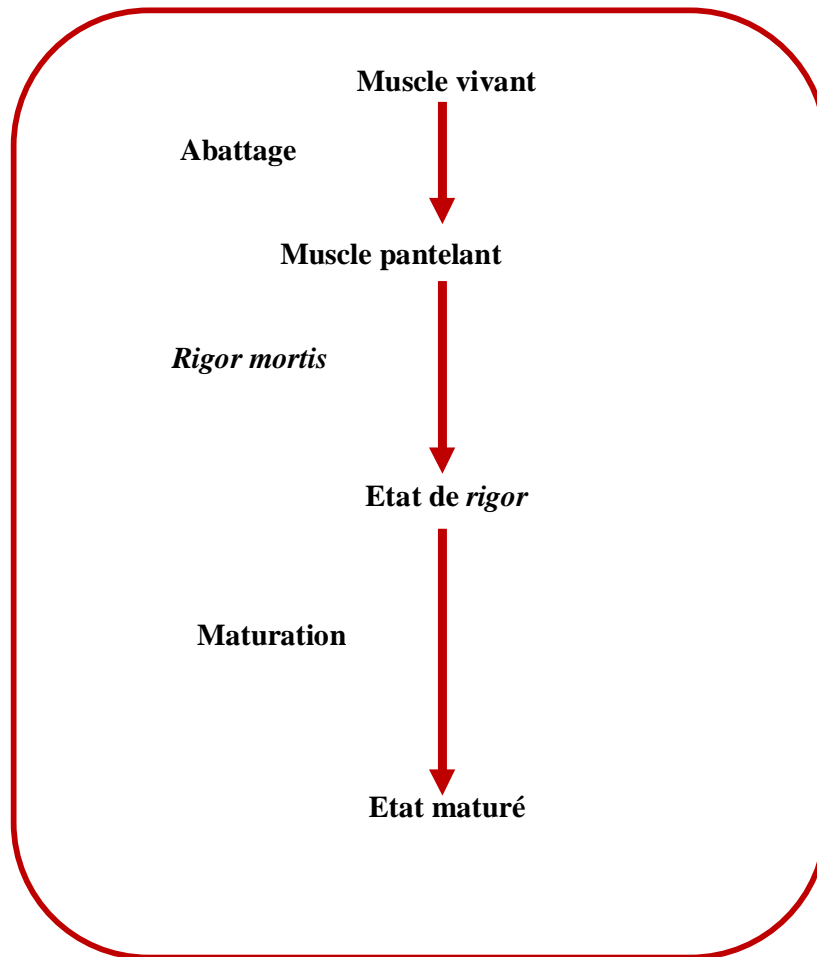 Muscle vivant
Abattage
Muscle pantelant
Rigor mortis
Etat de rigor
Maturation
Etat maturé